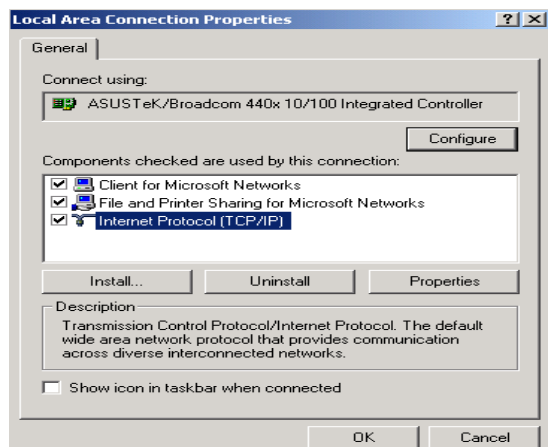 Local Area Connection Properties
General
Connect using:
ASUSTeK/Broadcom 440x 10/100 Integrated Controller
Configure
Components checked are used by this connection:
Client for Microsoft Networks
File and Printer Sharing for Microsoft Networks
Internet Protocol (TCP/IP)
Install... Uninstall Properties
Description
Transmission Control Protocol/Internet Protocol. The default
wide area network protocol that provides communication
across diverse interconnected networks.
Show icon in taskbar when connected
OK Cancel